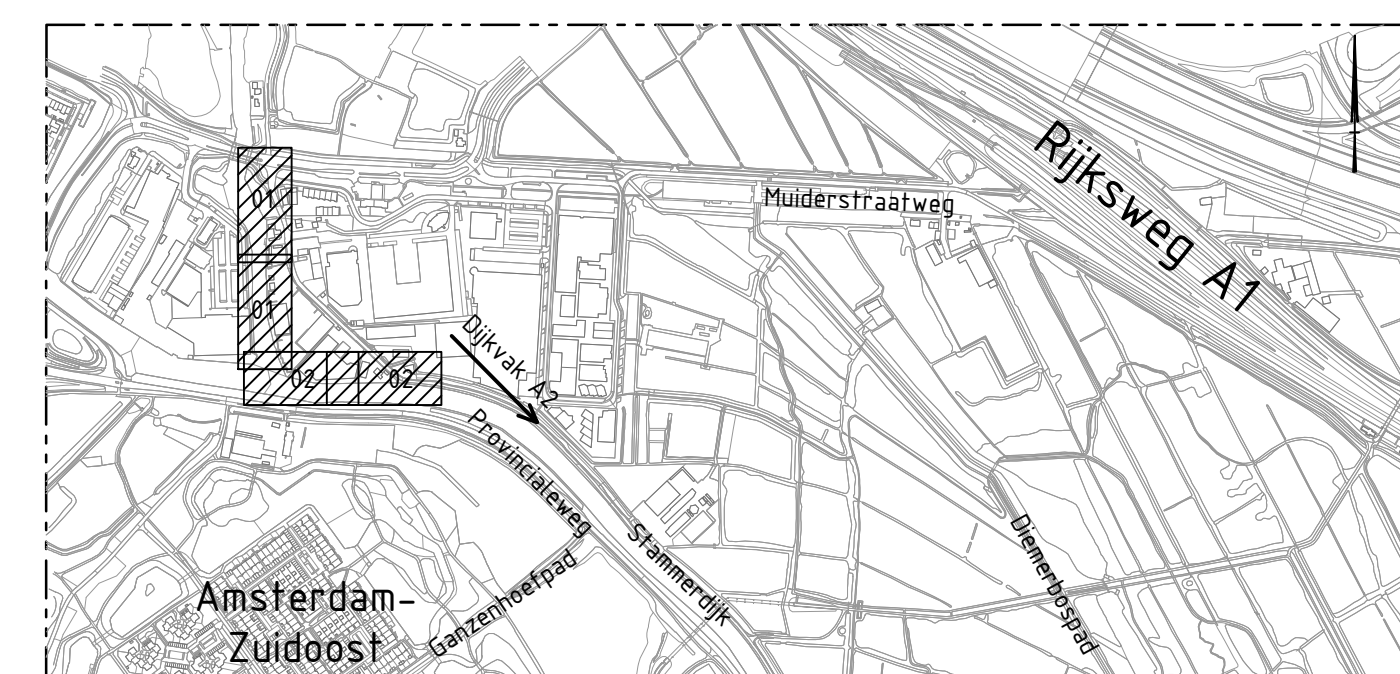 Rijksweg A1
01
Muiderstraatweg
01
Dijkvak A2
02
02
Provincialeweg
Stammerdijk
Diemerbospad
Ganzenhoefpad
Amsterdam-
Zuidoost